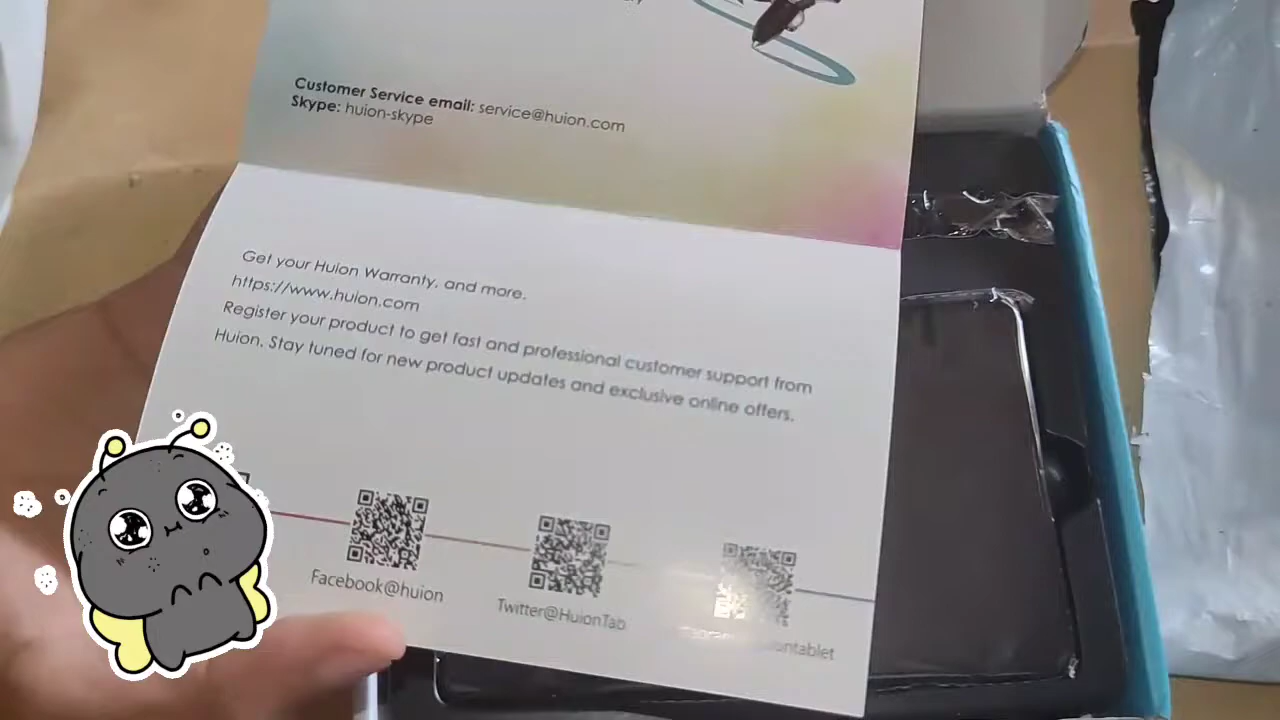 Customer Service email: service@huion.com
Skype: huion-skype
Get your Huion Warranty, and more.
https://www.huion.com
Register your product to get fast and professional customer support from
Huion. Stay tuned for new product updates and exclusive online offers.
Facebook@huion
Twitter@HuionTab